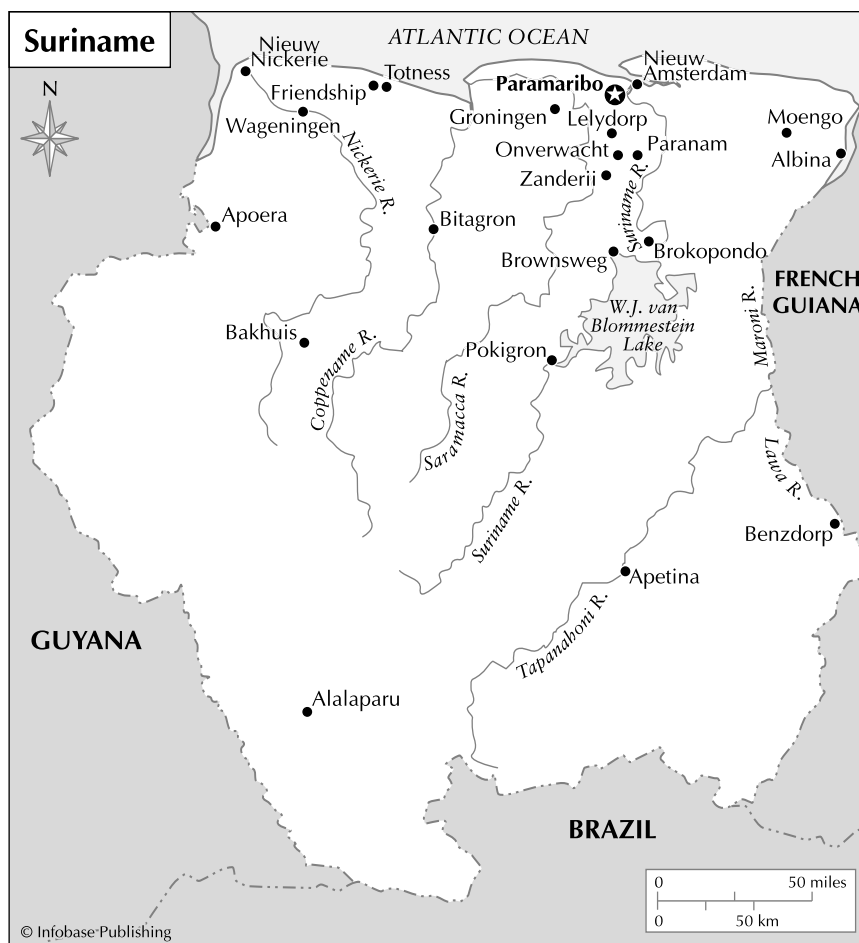 Suriname
ATLANTIC OCEAN
N
Nieuw
Nickerie
Friendship
Totness
Wageningen
Nickerie R.
Paramaribo
Nieuw
Amsterdam
Groningen
Lelydorp
Onverwacht
Paranam
Zanderii
Suriname R.
Moengo
Albina
Apoera
Bitagron
Brownsweg
Brokopondo
FRENCH
GUIANA
W.J. van
Blommestein
Lake
Maroni R.
Bakhuis
Coppename R.
Pokigron
Saramacca R.
Suriname R.
Lawa R.
Benzdorp
Apetina
Tapanahoni R.
GUYANA
Alalaparu
BRAZIL
0 50 miles
0 50 km
© Infobase Publishing